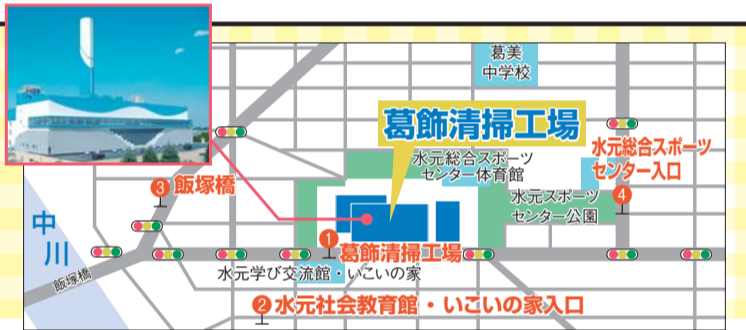 葛美
中学校
葛飾清掃工場
水元総合スポーツ
センター体育館
水元総合スポーツ
センター入口
❹
水元スポーツ
センター公園
❸ 飯塚橋
中
川
❶ 葛飾清掃工場
水元学び交流館・いこいの家
飯塚橋
❷ 水元社会教育館・いこいの家入口